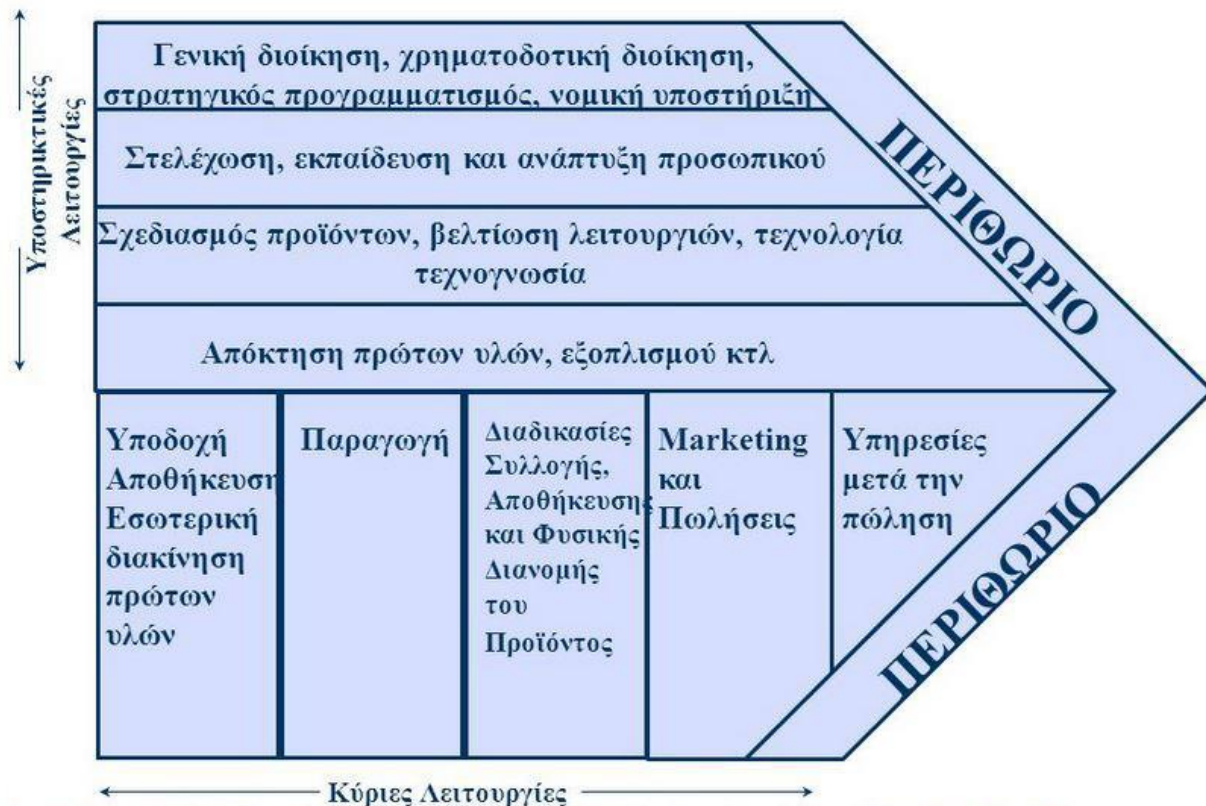 Υποστηρικτικές
Λειτουργίες
Γενική διοίκηση, χρηματοδοτική διοίκηση,
στρατηγικός προγραμματισμός, νομική υποστήριξη
Στελέχωση, εκπαίδευση και ανάπτυξη προσωπικού
Σχεδιασμός προϊόντων, βελτίωση λειτουργιών, τεχνολογία
τεχνογνωσία
Απόκτηση πρώτων υλών, εξοπλισμού κτλ
ΠΕΡΙΘΩΡΙΟ
Υποδοχή
Αποθήκευση
Εσωτερική
διακίνηση
πρώτων
υλών
Παραγωγή
Διαδικασίες
Συλλογής,
Αποθήκευσης
και Φυσικής
Διανομής
του
Προϊόντος
Marketing
και
Πωλήσεις
Υπηρεσίες
μετά την
πώληση
ΠΕΡΙΘΩΡΙΟ
Κύριες Λειτουργίες